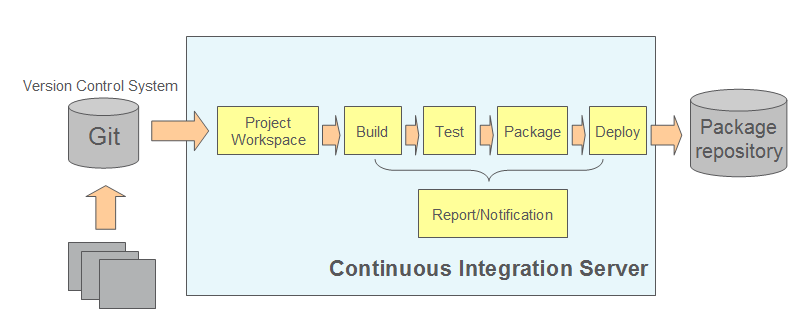 Version Control System
Git
Project
Workspace
Build
Test
Package
Deploy
Package
repository
Report/Notification
Continuous Integration Server